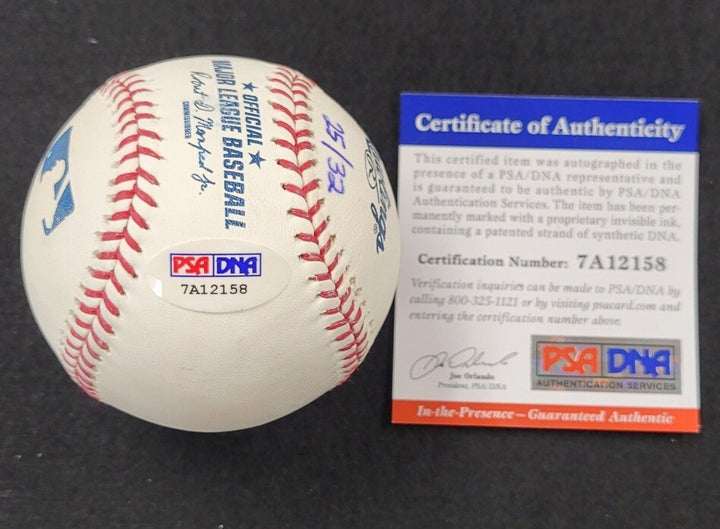 OFFICIAL
MAJOR LEAGUE BASEBALL
Robert D Manfred Jr.
COMMISSIONER
25/32
PSA DNA
7A12158
Certificate of Authenticity
This certified item was autographed in the
presence of a PSA/DNA representative and
is guaranteed to be authentic by PSA/DNA
Authentication Services. The item has been per-
manently marked with a proprietary invisible ink,
containing a patented strand of synthetic DNA.
Certification Number: 7A12158
Verification inquiries can be made to PSA/DNA by
calling 800-325-1121 or by visiting psacard.com and
entering the certification number above.
Joe Orlando
President, PSA/DNA
PSA DNA
AUTHENTICATION SERVICES
In-the-Presence — Guaranteed Authentic